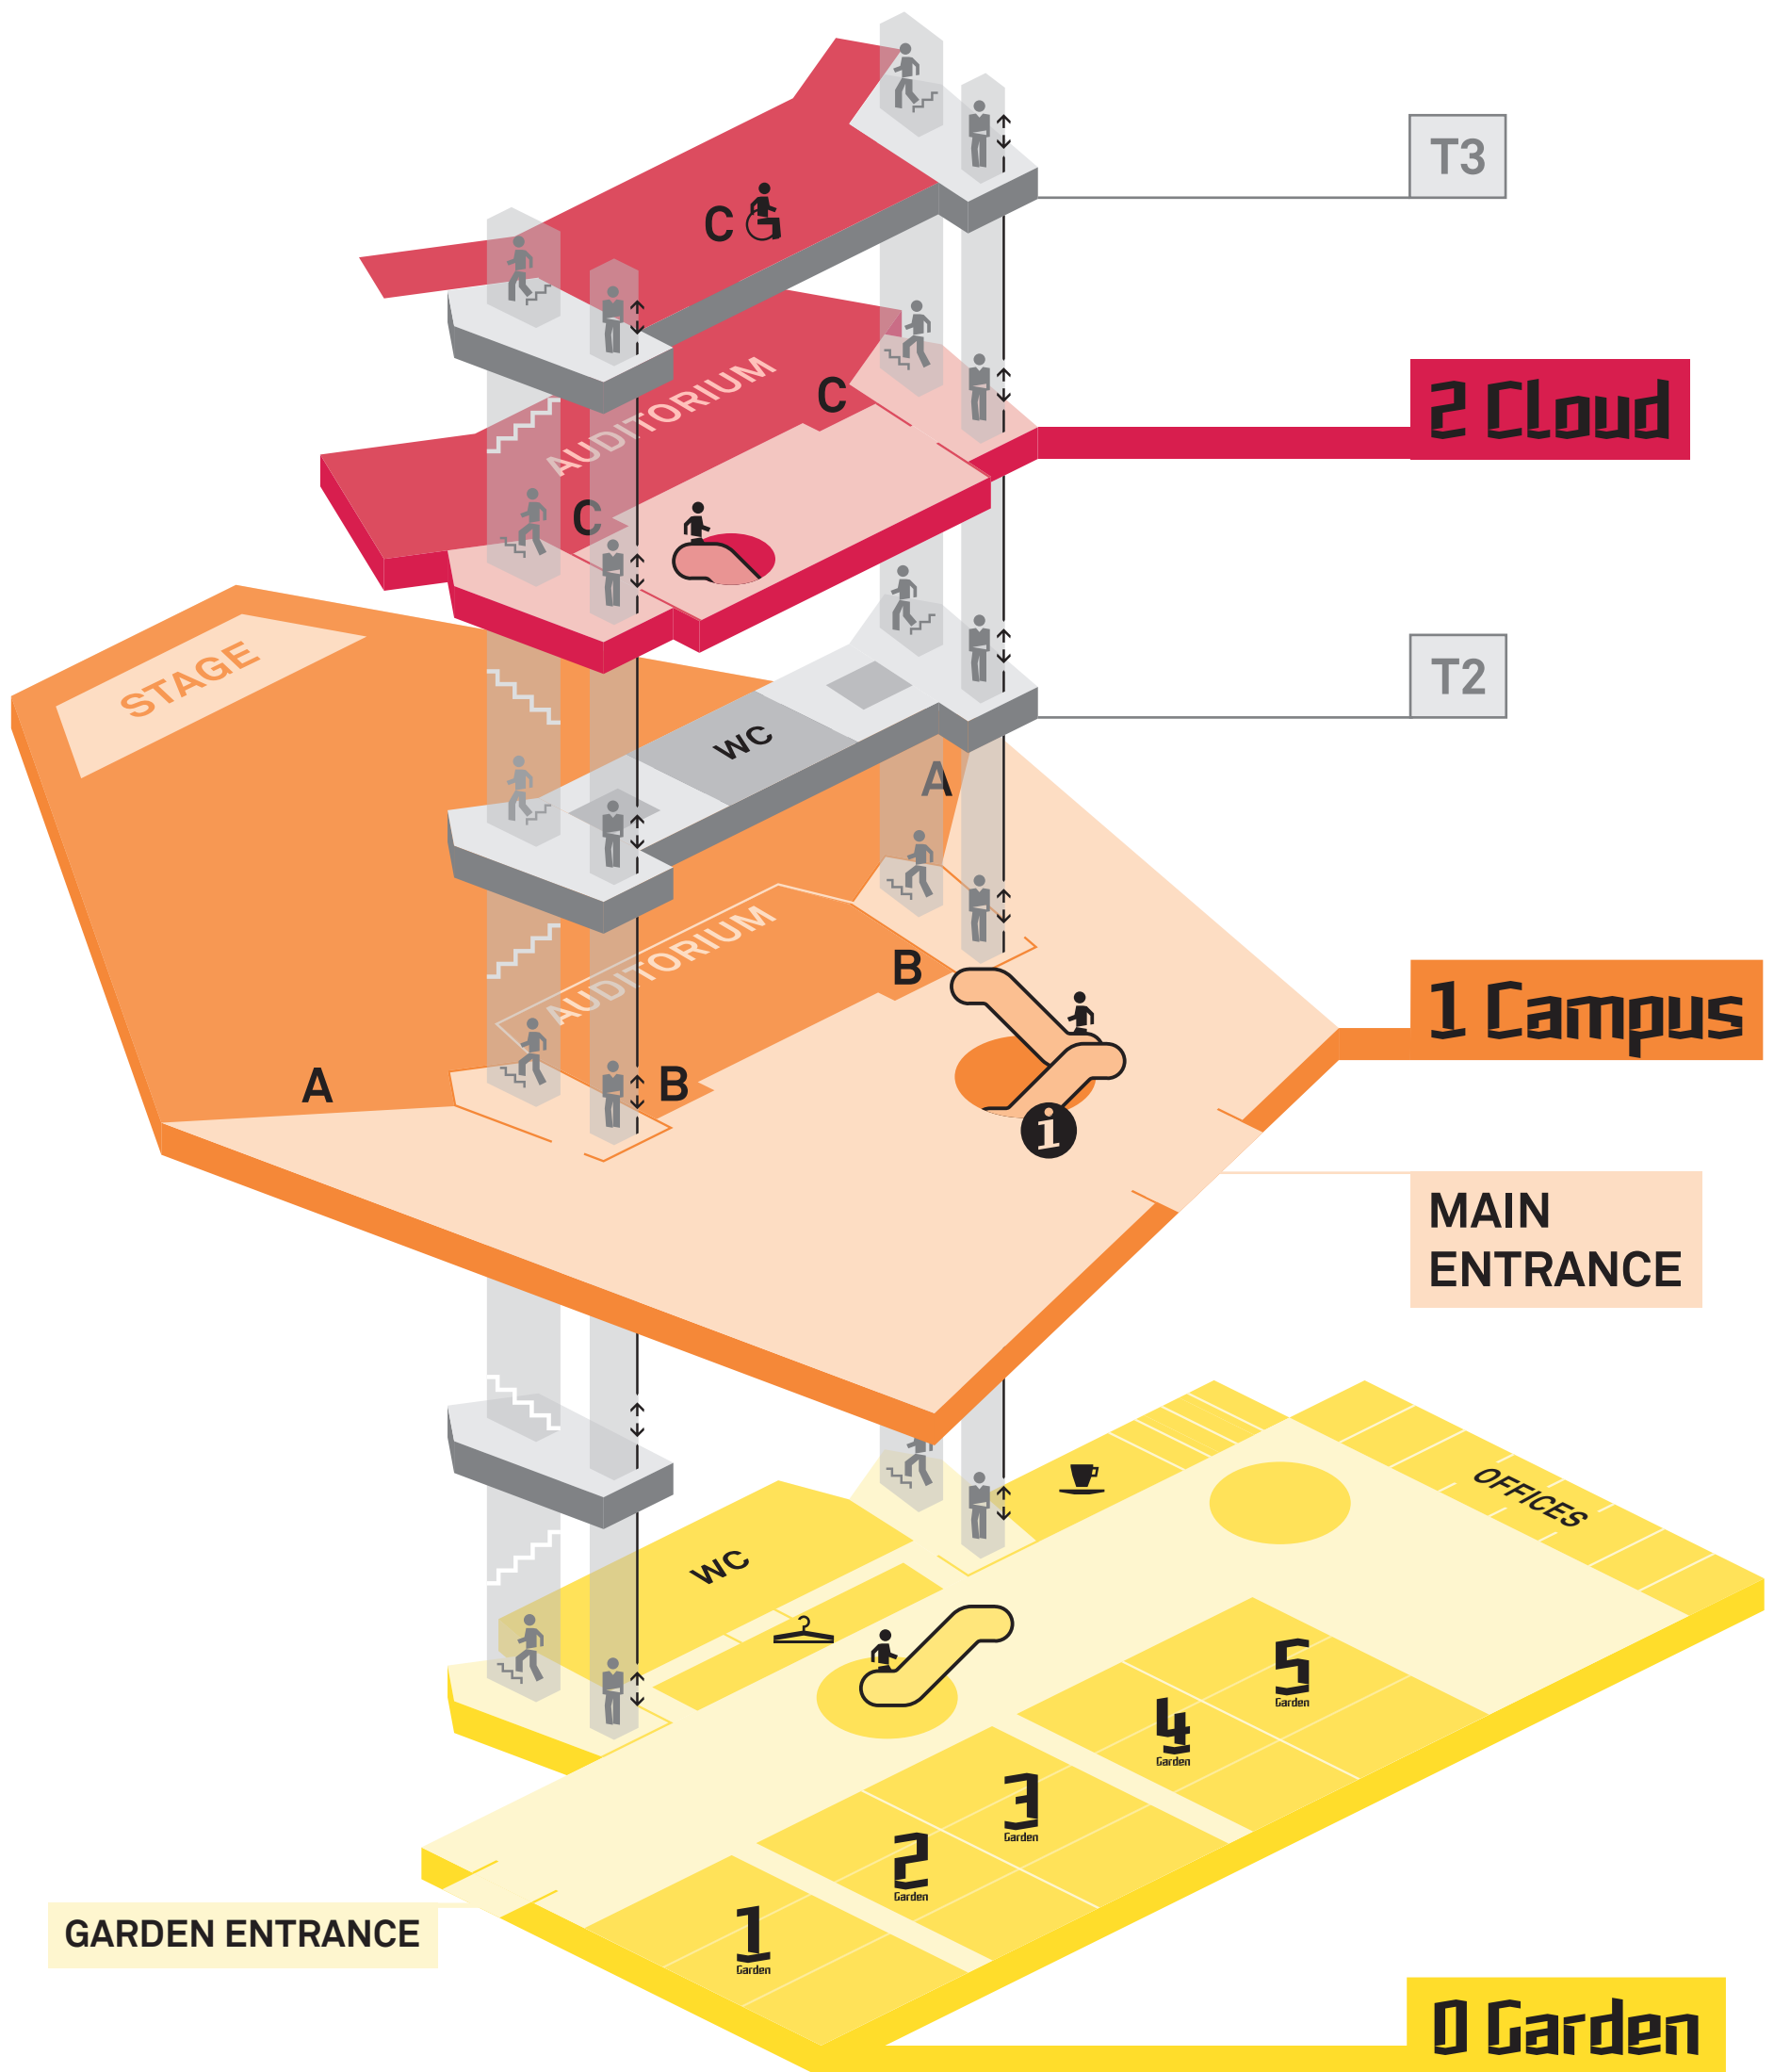 T3
C
2 Cloud
AUDITORIUM
C
C
STAGE
T2
WC
A
1 Campus
AUDITORIUM
B
A
B
i
MAIN
ENTRANCE
OFFICES
WC
5
Garden
4
Garden
3
Garden
2
Garden
1
Garden
GARDEN ENTRANCE
0 Garden